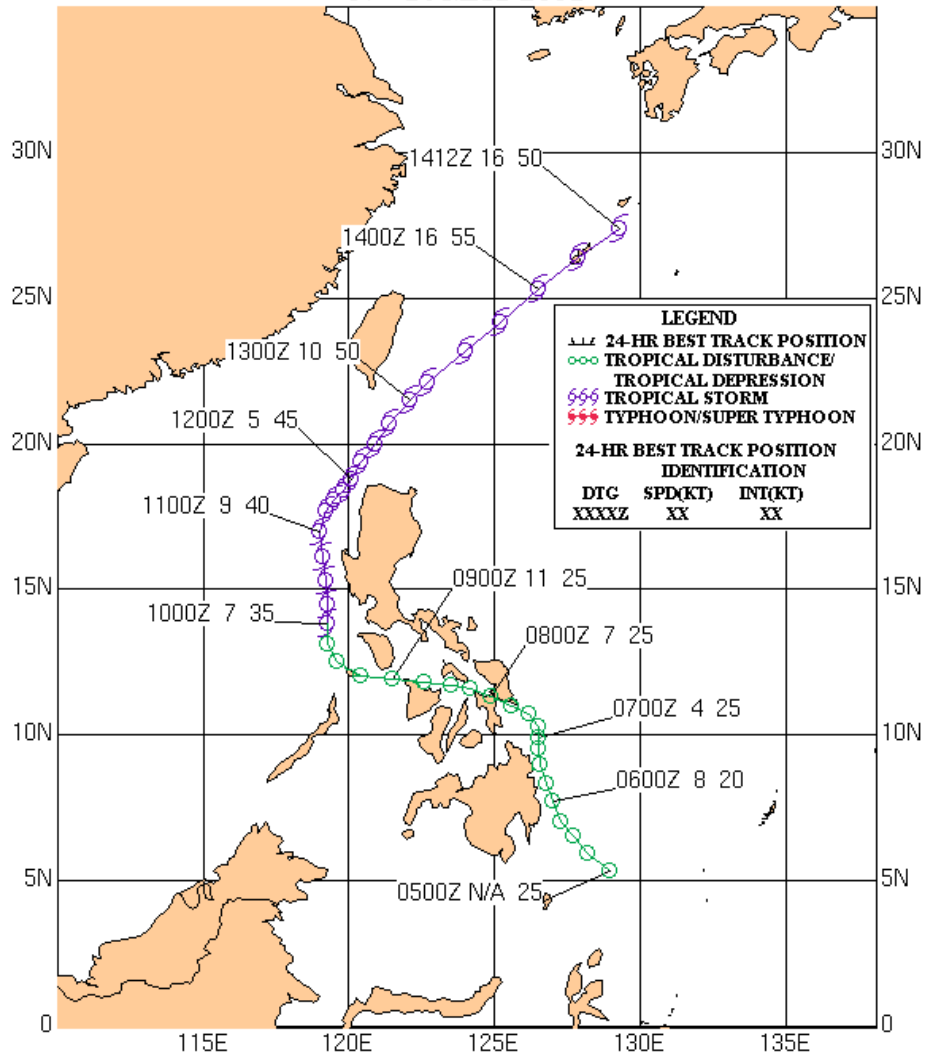 30N 30N
1412Z 16 50
1400Z 16 55
25N 25N
1300Z 10 50
1200Z 5 45
20N 20N
1100Z 9 40
15N 15N
0900Z 11 25
1000Z 7 35
0800Z 7 25
0700Z 4 25
10N 10N
0600Z 8 20
5N 5N
0500Z N/A 25
0 0
115E 120E 125E 130E 135E
LEGEND
24-HR BEST TRACK POSITION
TROPICAL DISTURBANCE/
TROPICAL DEPRESSION
TROPICAL STORM
TYPHOON/SUPER TYPHOON
24-HR BEST TRACK POSITION
IDENTIFICATION
DTG SPD(KT) INT(KT)
XXXXZ XX XX